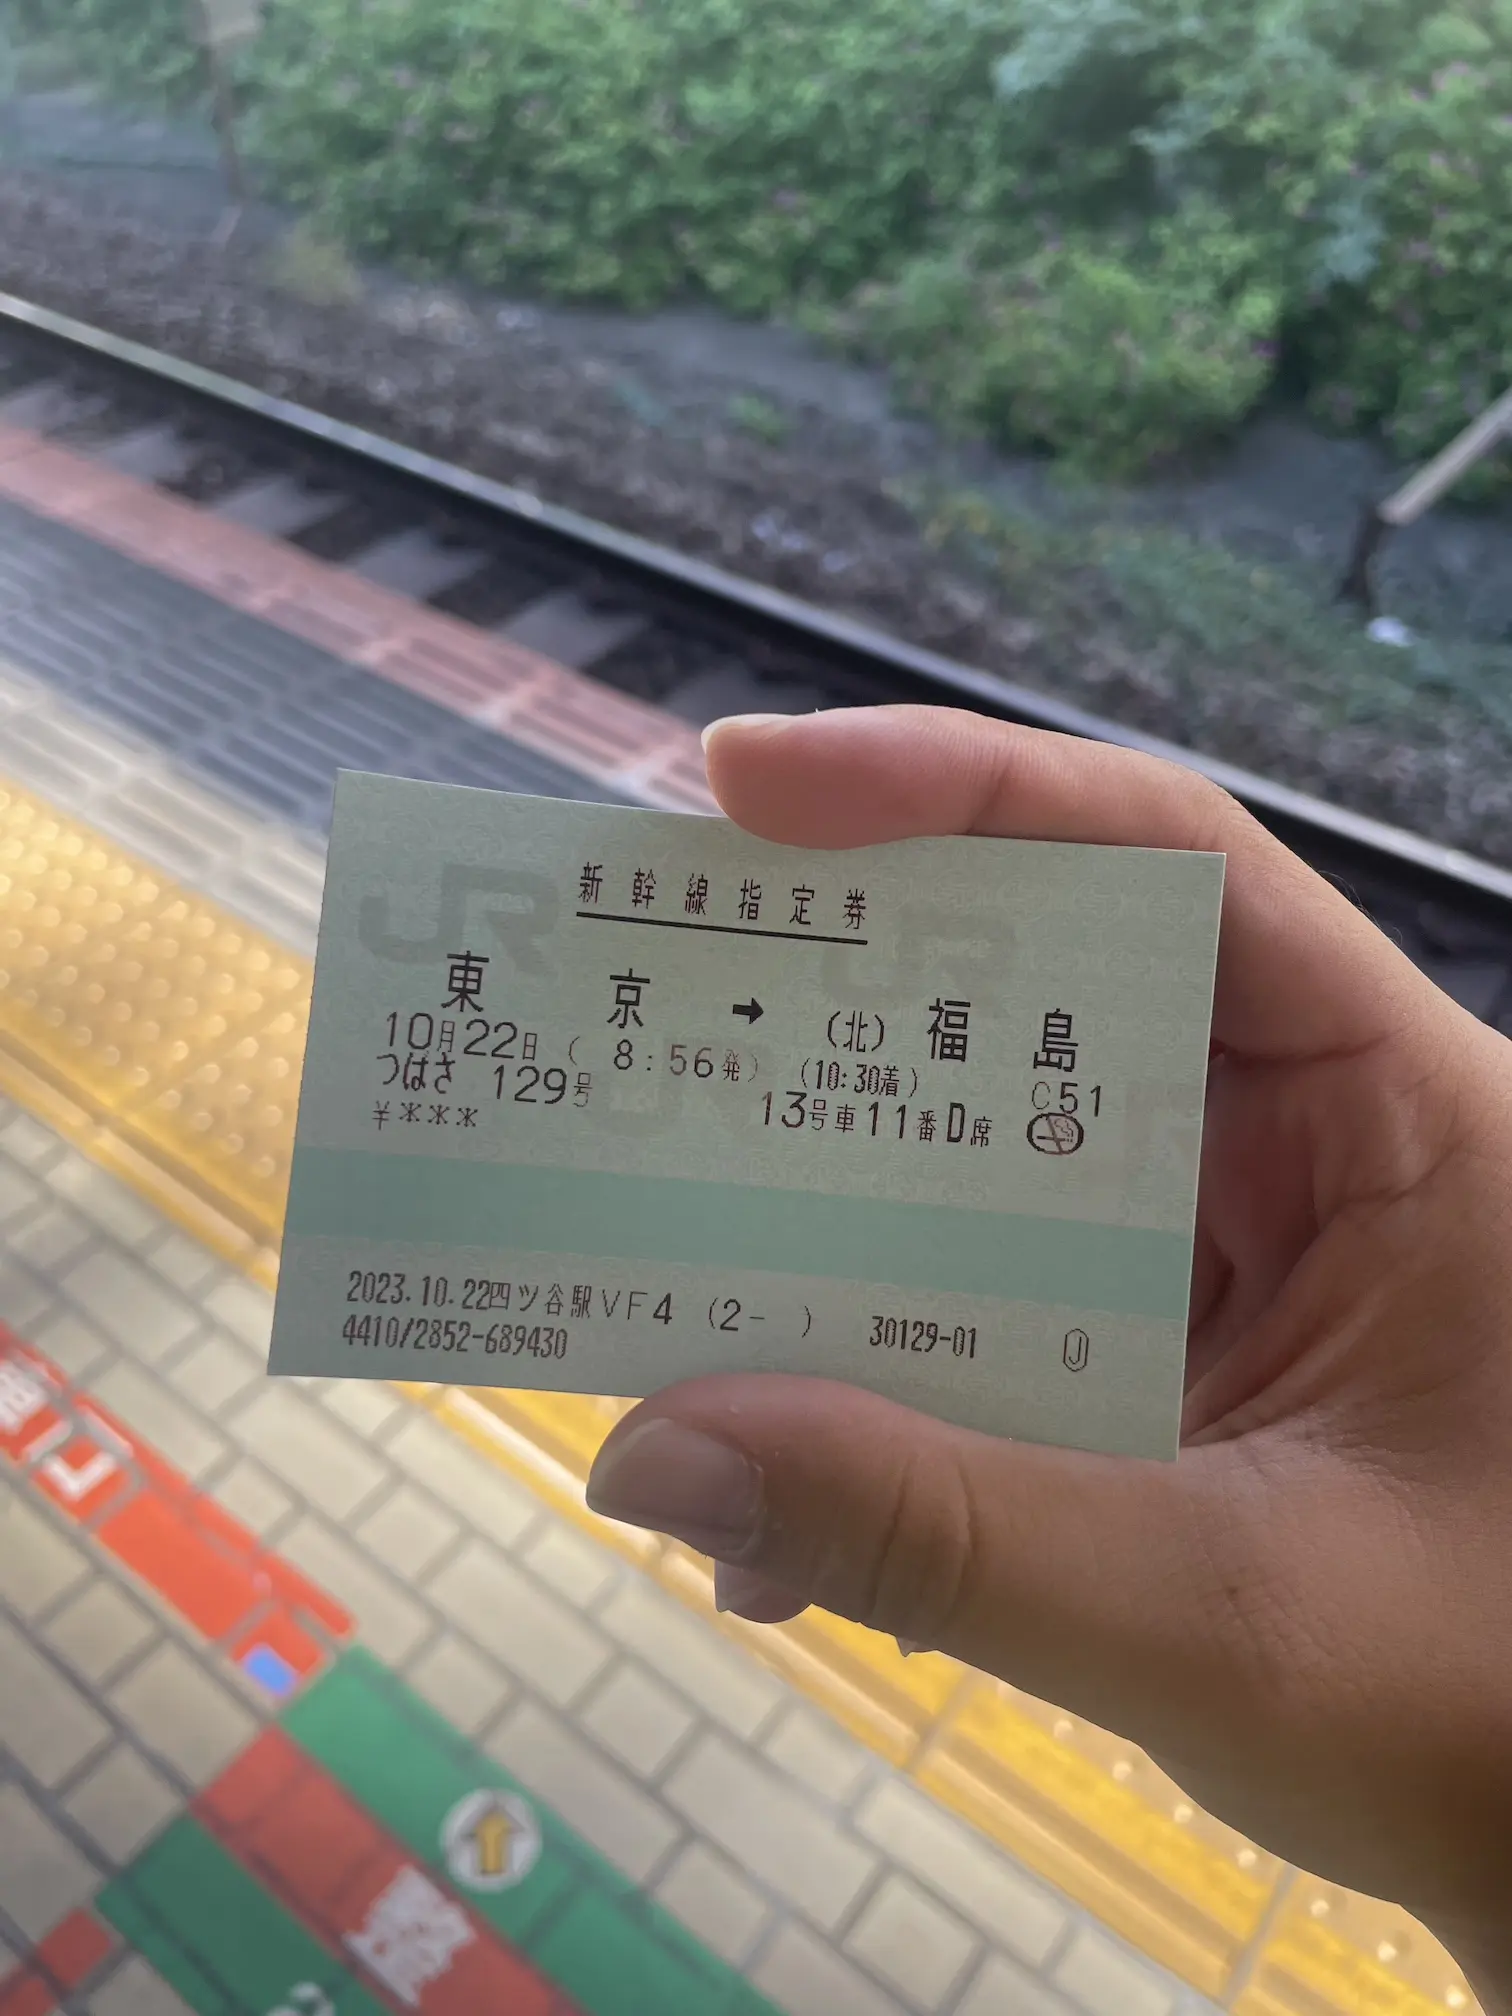 新幹線指定券
東京 → (北) 福島
10月22日 ( 8:56発) (10:30着) C51
つばさ 129号 13号車11番D席
¥***
2023.10.22四ツ谷駅VF4 (2- ) 30129-01 Ⓙ
4410/2852-689430
JR